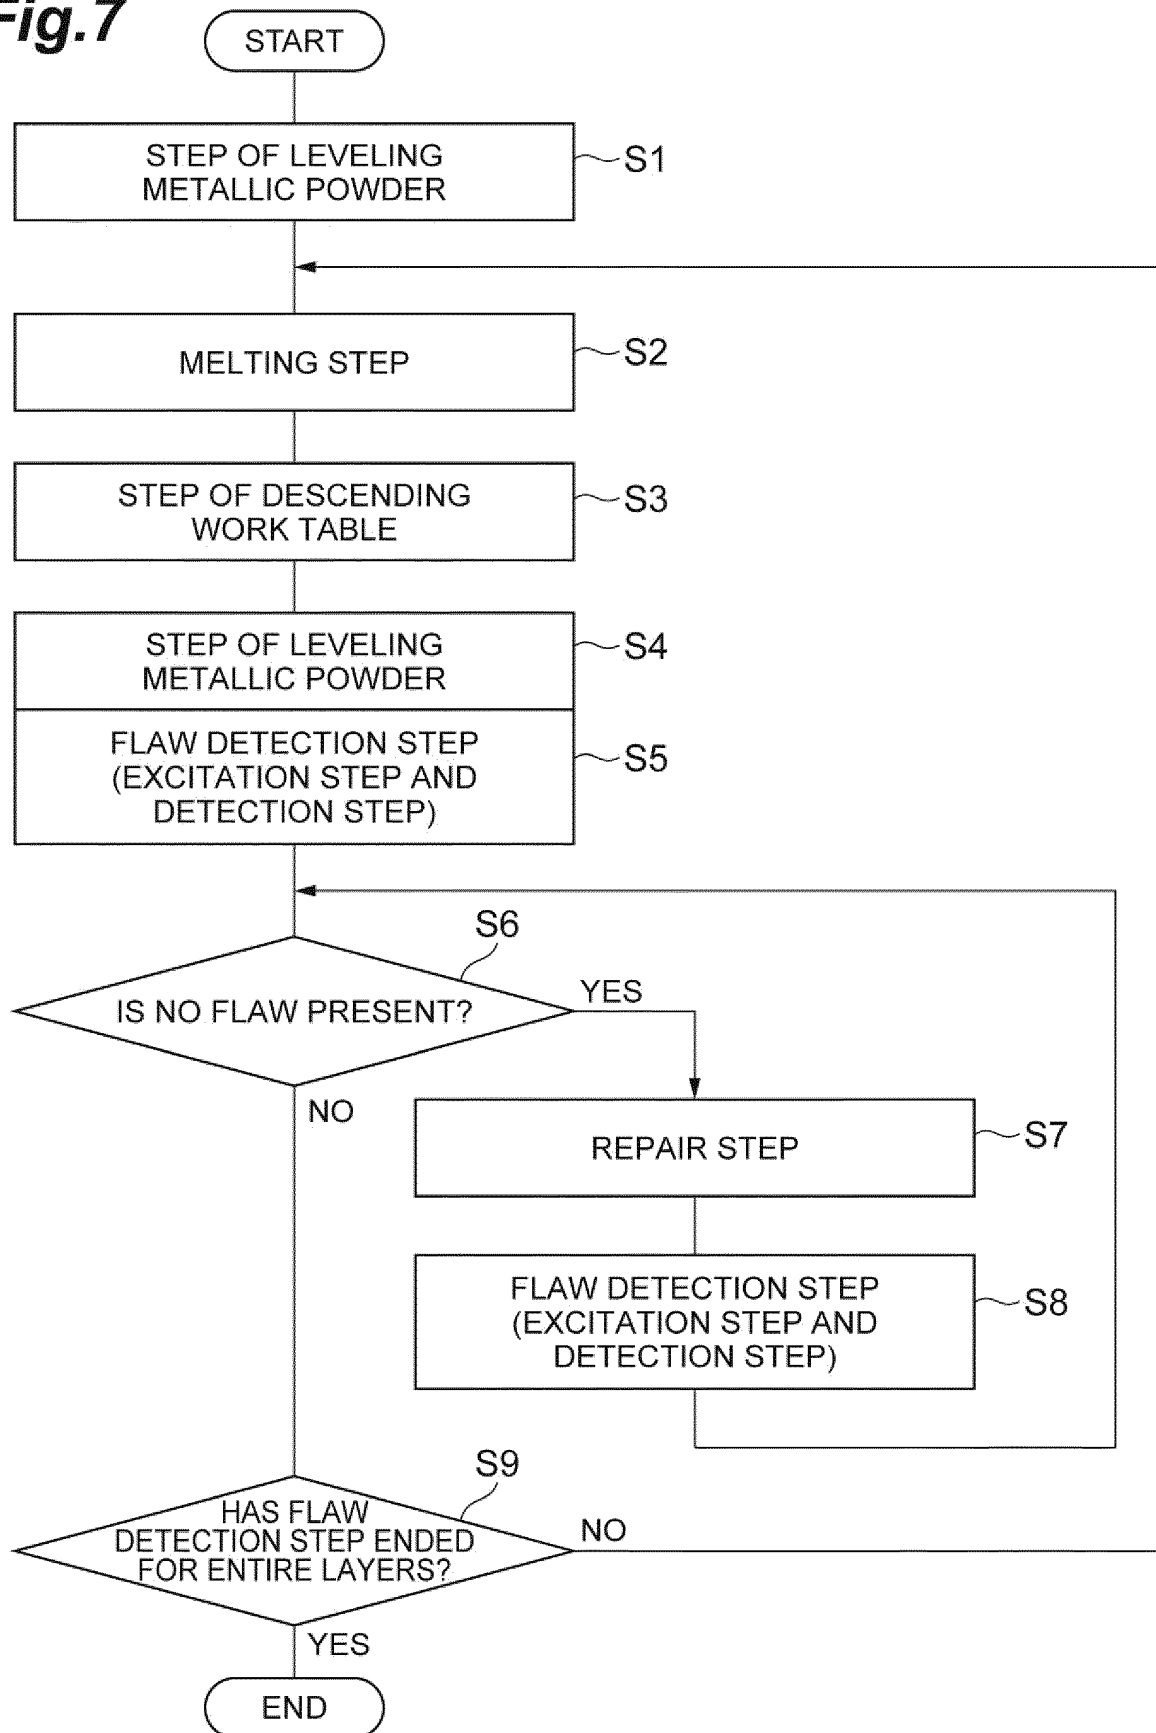 Fig.7
START
STEP OF LEVELING
METALLIC POWDER
S1
MELTING STEP
S2
STEP OF DESCENDING
WORK TABLE
S3
STEP OF LEVELING
METALLIC POWDER
S4
FLAW DETECTION STEP
(EXCITATION STEP AND
DETECTION STEP)
S5
S6
IS NO FLAW PRESENT?
YES
NO
REPAIR STEP
S7
FLAW DETECTION STEP
(EXCITATION STEP AND
DETECTION STEP)
S8
S9
HAS FLAW
DETECTION STEP ENDED
FOR ENTIRE LAYERS?
NO
YES
END